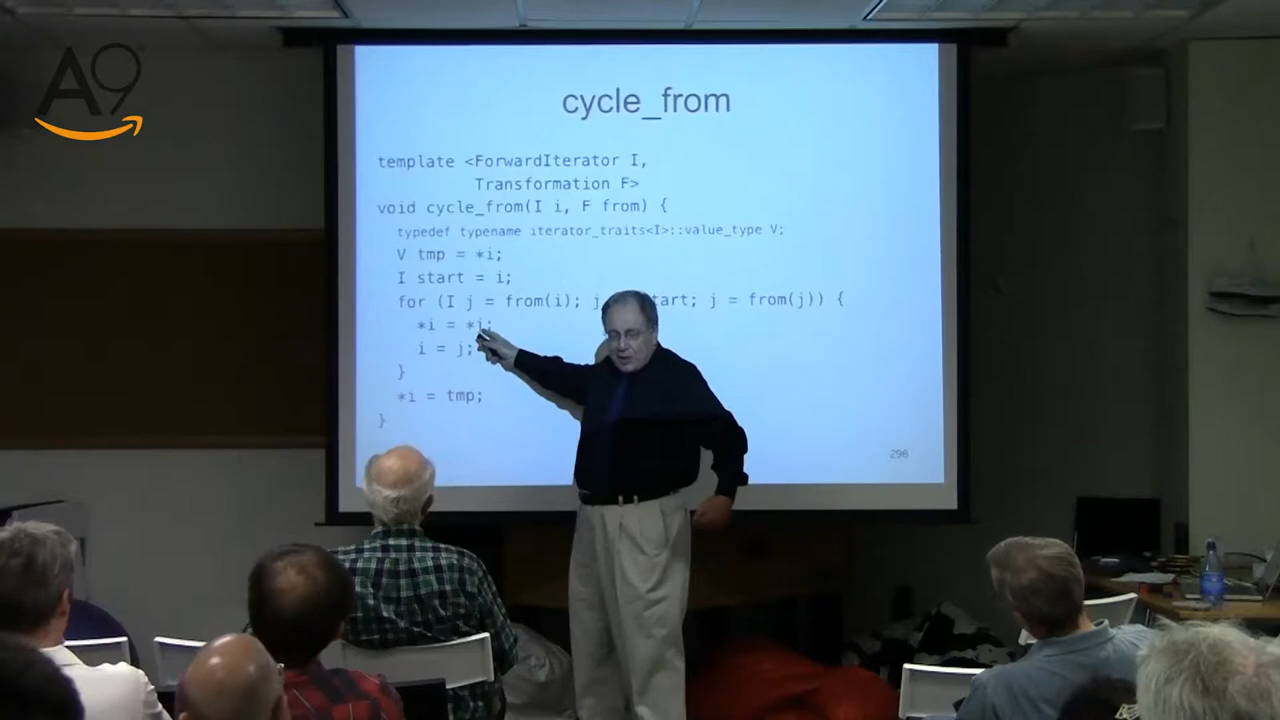 A9
cycle_from
template <ForwardIterator I,
Transformation F>
void cycle_from(I i, F from) {
typedef typename iterator_traits<I>::value_type V;
V tmp = *i;
I start = i;
for (I j = from(i); j start; j = from(j)) {
*i = *j;
i = j;
}
*i = tmp;
}
296